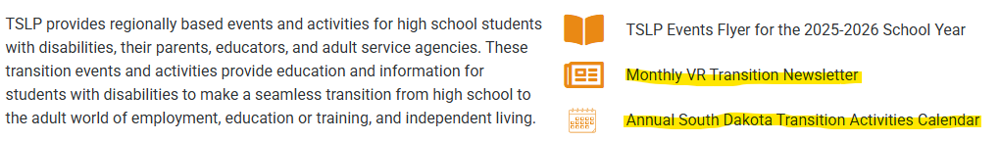 TSLP provides regionally based events and activities for high school students
with disabilities, their parents, educators, and adult service agencies. These
transition events and activities provide education and information for
students with disabilities to make a seamless transition from high school to
the adult world of employment, education or training, and independent living.
TSLP Events Flyer for the 2025-2026 School Year
Monthly VR Transition Newsletter
Annual South Dakota Transition Activities Calendar